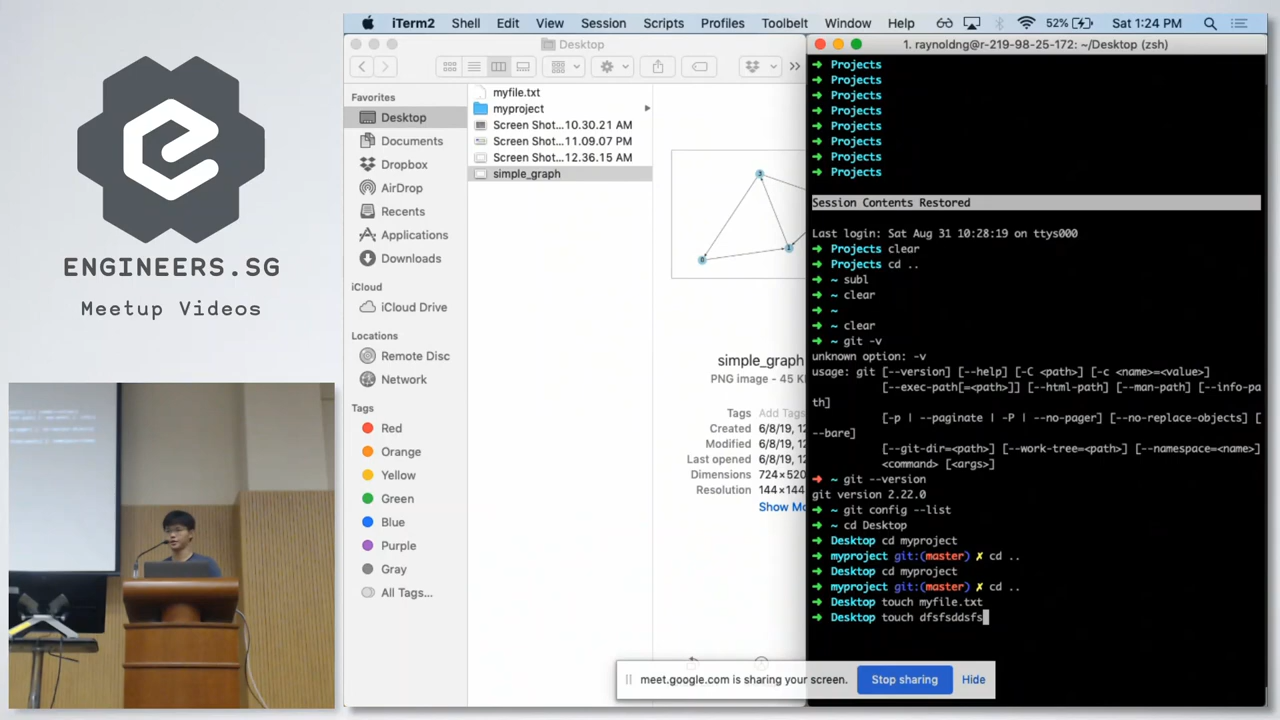 ENGINEERS.SG
Meetup Videos
iTerm2 Shell Edit View Session Scripts Profiles Toolbelt Window Help 52% Sat 1:24 PM
Desktop
Favorites
Desktop
Documents
Dropbox
AirDrop
Recents
Applications
Downloads
iCloud
iCloud Drive
Locations
Remote Disc
Network
Tags
Red
Orange
Yellow
Green
Blue
Purple
Gray
All Tags...
myfile.txt
myproject
Screen Shot...10.30.21 AM
Screen Shot...11.09.07 PM
Screen Shot...12.36.15 AM
simple_graph
simple_graph
PNG image - 45 K
Tags Add Tags
Created 6/8/19, 12
Modified 6/8/19, 12
Last opened 6/8/19, 12
Dimensions 724×520
Resolution 144×144
Show Mo
1. raynoldng@r-219-98-25-172: ~/Desktop (zsh)
➜ Projects
➜ Projects
➜ Projects
➜ Projects
➜ Projects
➜ Projects
➜ Projects
➜ Projects
Session Contents Restored
Last login: Sat Aug 31 10:28:19 on ttys000
➜ Projects clear
➜ Projects cd ..
➜ ~ subl
➜ ~ clear
➜ ~
➜ ~ clear
➜ ~ git -v
unknown option: -v
usage: git [--version] [--help] [-C <path>] [-c <name>=<value>]
[--exec-path[=<path>]] [--html-path] [--man-path] [--info-pa
th]
[-p | --paginate | -P | --no-pager] [--no-replace-objects] [
--bare]
[--git-dir=<path>] [--work-tree=<path>] [--namespace=<name>]
<command> [<args>]
➜ ~ git --version
git version 2.22.0
➜ ~ git config --list
➜ ~ cd Desktop
➜ Desktop cd myproject
➜ myproject git:(master) ✗ cd ..
➜ Desktop cd myproject
➜ myproject git:(master) ✗ cd ..
➜ Desktop touch myfile.txt
➜ Desktop touch dfsfsddsfs
meet.google.com is sharing your screen. Stop sharing Hide